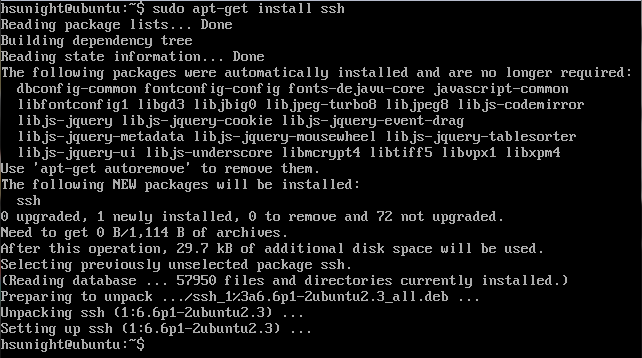 hsunight@ubuntu:~$ sudo apt-get install ssh
Reading package lists... Done
Building dependency tree
Reading state information... Done
The following packages were automatically installed and are no longer required:
  dbconfig-common fontconfig-config fonts-dejavu-core javascript-common
  libfontconfig1 libgd3 libjbig0 libjpeg-turbo8 libjpeg8 libjs-codemirror
  libjs-jquery libjs-jquery-cookie libjs-jquery-event-drag
  libjs-jquery-metadata libjs-jquery-mousewheel libjs-jquery-tablesorter
  libjs-jquery-ui libjs-underscore libmcrypt4 libtiff5 libvpx1 libxpm4
Use 'apt-get autoremove' to remove them.
The following NEW packages will be installed:
  ssh
0 upgraded, 1 newly installed, 0 to remove and 72 not upgraded.
Need to get 0 B/1,114 B of archives.
After this operation, 29.7 kB of additional disk space will be used.
Selecting previously unselected package ssh.
(Reading database ... 57950 files and directories currently installed.)
Preparing to unpack .../ssh_1%3a6.6p1-2ubuntu2.3_all.deb ...
Unpacking ssh (1:6.6p1-2ubuntu2.3) ...
Setting up ssh (1:6.6p1-2ubuntu2.3) ...
hsunight@ubuntu:~$